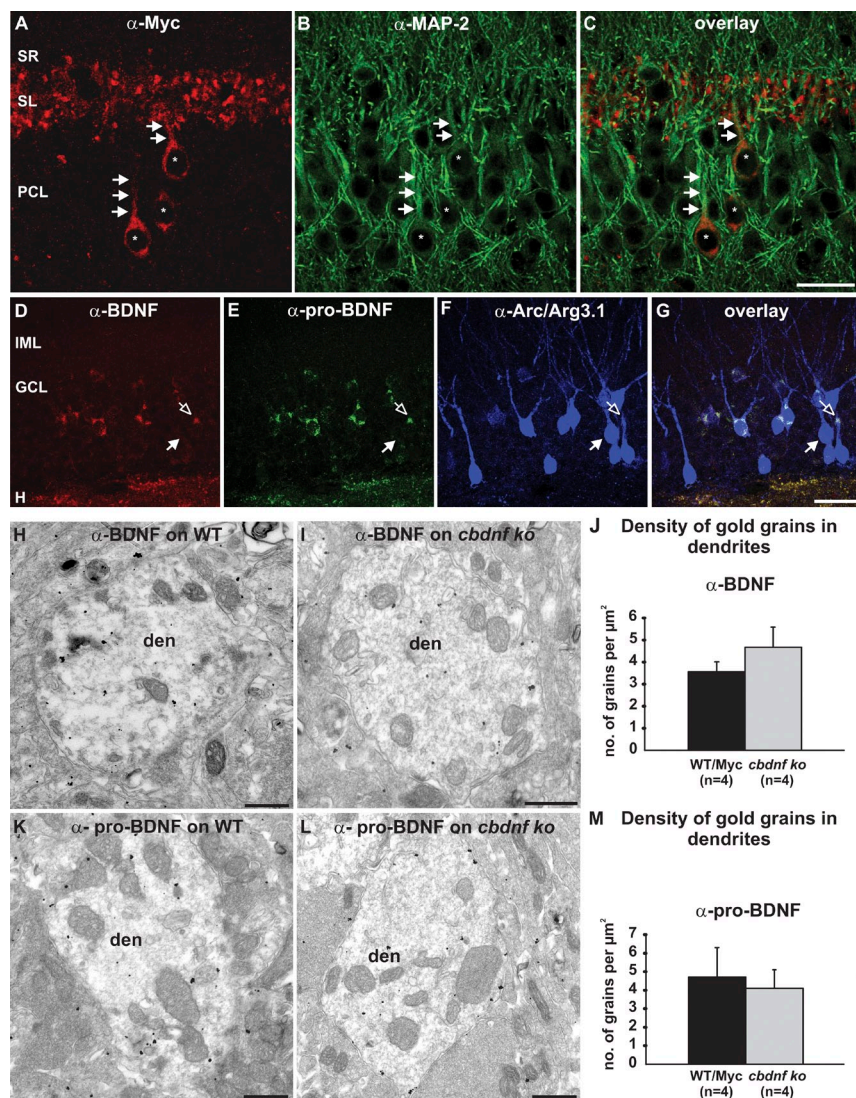 A α-Myc
SR
SL
PCL
B α-MAP-2
C overlay
D α-BDNF
IML
GCL
H
E α-pro-BDNF
F α-Arc/Arg3.1
G overlay
H α-BDNF on WT
den
I α-BDNF on cbdnf ko
den
J Density of gold grains in
dendrites
α-BDNF
no. of grains per µm²
6
5
4
3
2
1
0
WT/Myc cbdnf ko
(n=4) (n=4)
K α- pro-BDNF on WT
den
L α- pro-BDNF on cbdnf ko
den
M Density of gold grains in
dendrites
α-pro-BDNF
no. of grains per µm²
7
6
5
4
3
2
1
0
WT/Myc cbdnf ko
(n=4) (n=4)